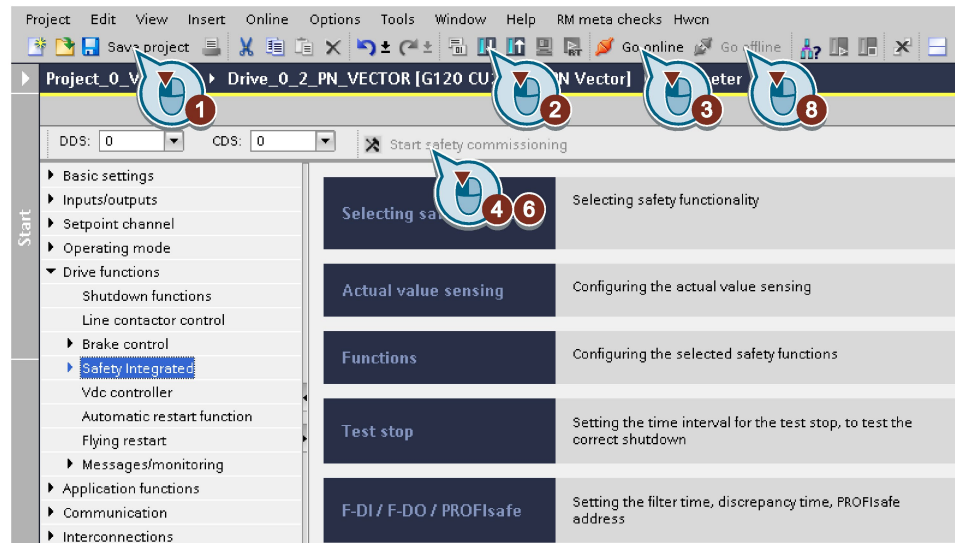 Project Edit View Insert Online Options Tools Window Help RM meta checks Hwcn
Save project Go online Go offline
Project_0_V Drive_0_2_PN_VECTOR [G120 CU PN Vector] eter
1 2 3 8
DDS: 0 CDS: 0 Start safety commissioning
4 6
Start
Basic settings
Inputs/outputs
Setpoint channel
Operating mode
Drive functions
Shutdown functions
Line contactor control
Brake control
Safety Integrated
Vdc controller
Automatic restart function
Flying restart
Messages/monitoring
Application functions
Communication
Interconnections
Selecting sa
Selecting safety functionality
Actual value sensing
Configuring the actual value sensing
Functions
Configuring the selected safety functions
Test stop
Setting the time interval for the test stop, to test the
correct shutdown
F-DI / F-DO / PROFIsafe
Setting the filter time, discrepancy time, PROFIsafe
address